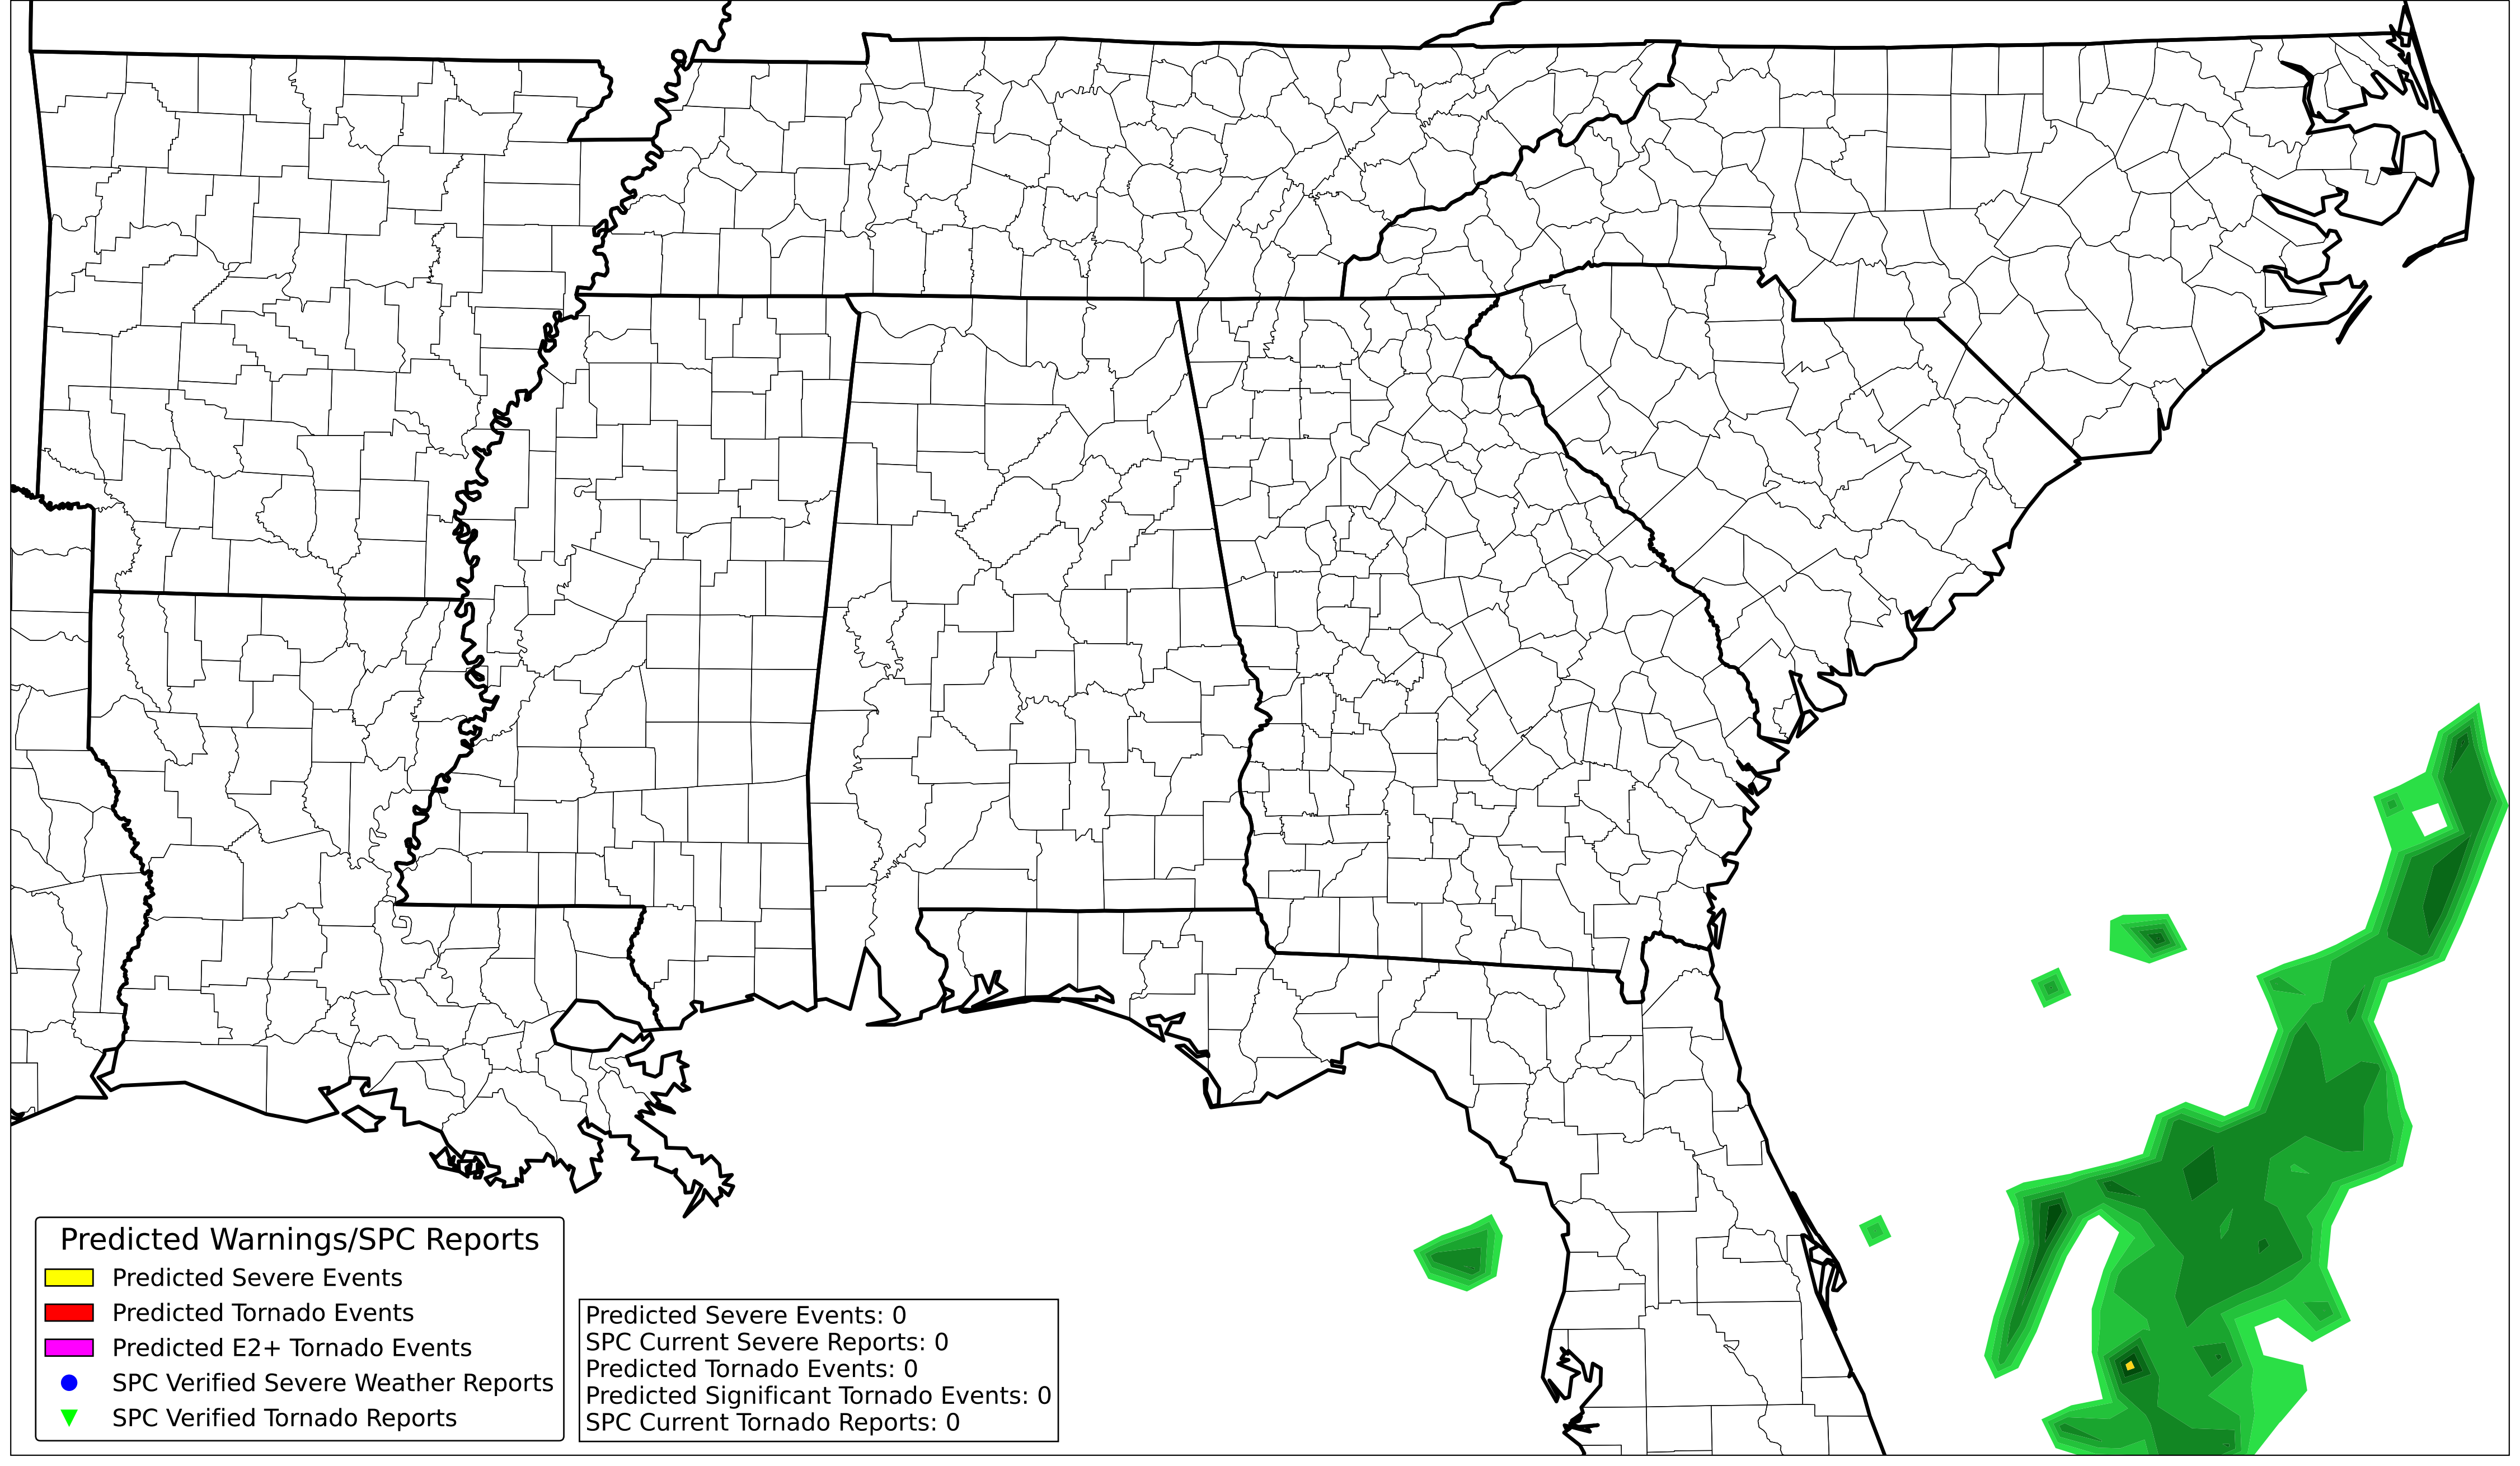 Predicted Warnings/SPC Reports
Predicted Severe Events
Predicted Tornado Events
Predicted E2+ Tornado Events
SPC Verified Severe Weather Reports
SPC Verified Tornado Reports
Predicted Severe Events: 0
SPC Current Severe Reports: 0
Predicted Tornado Events: 0
Predicted Significant Tornado Events: 0
SPC Current Tornado Reports: 0